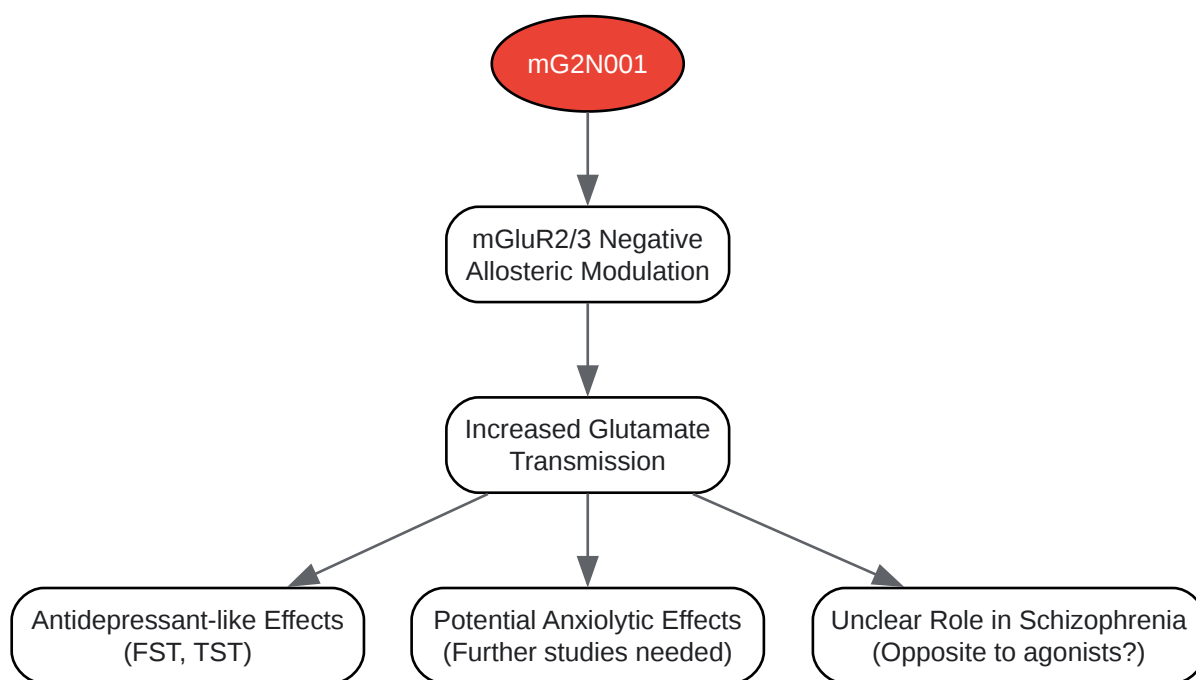 mG2N001
mGluR2/3 Negative
Allosteric Modulation
Increased Glutamate
Transmission
Antidepressant-like Effects
(FST, TST)
Potential Anxiolytic Effects
(Further studies needed)
Unclear Role in Schizophrenia
(Opposite to agonists?)